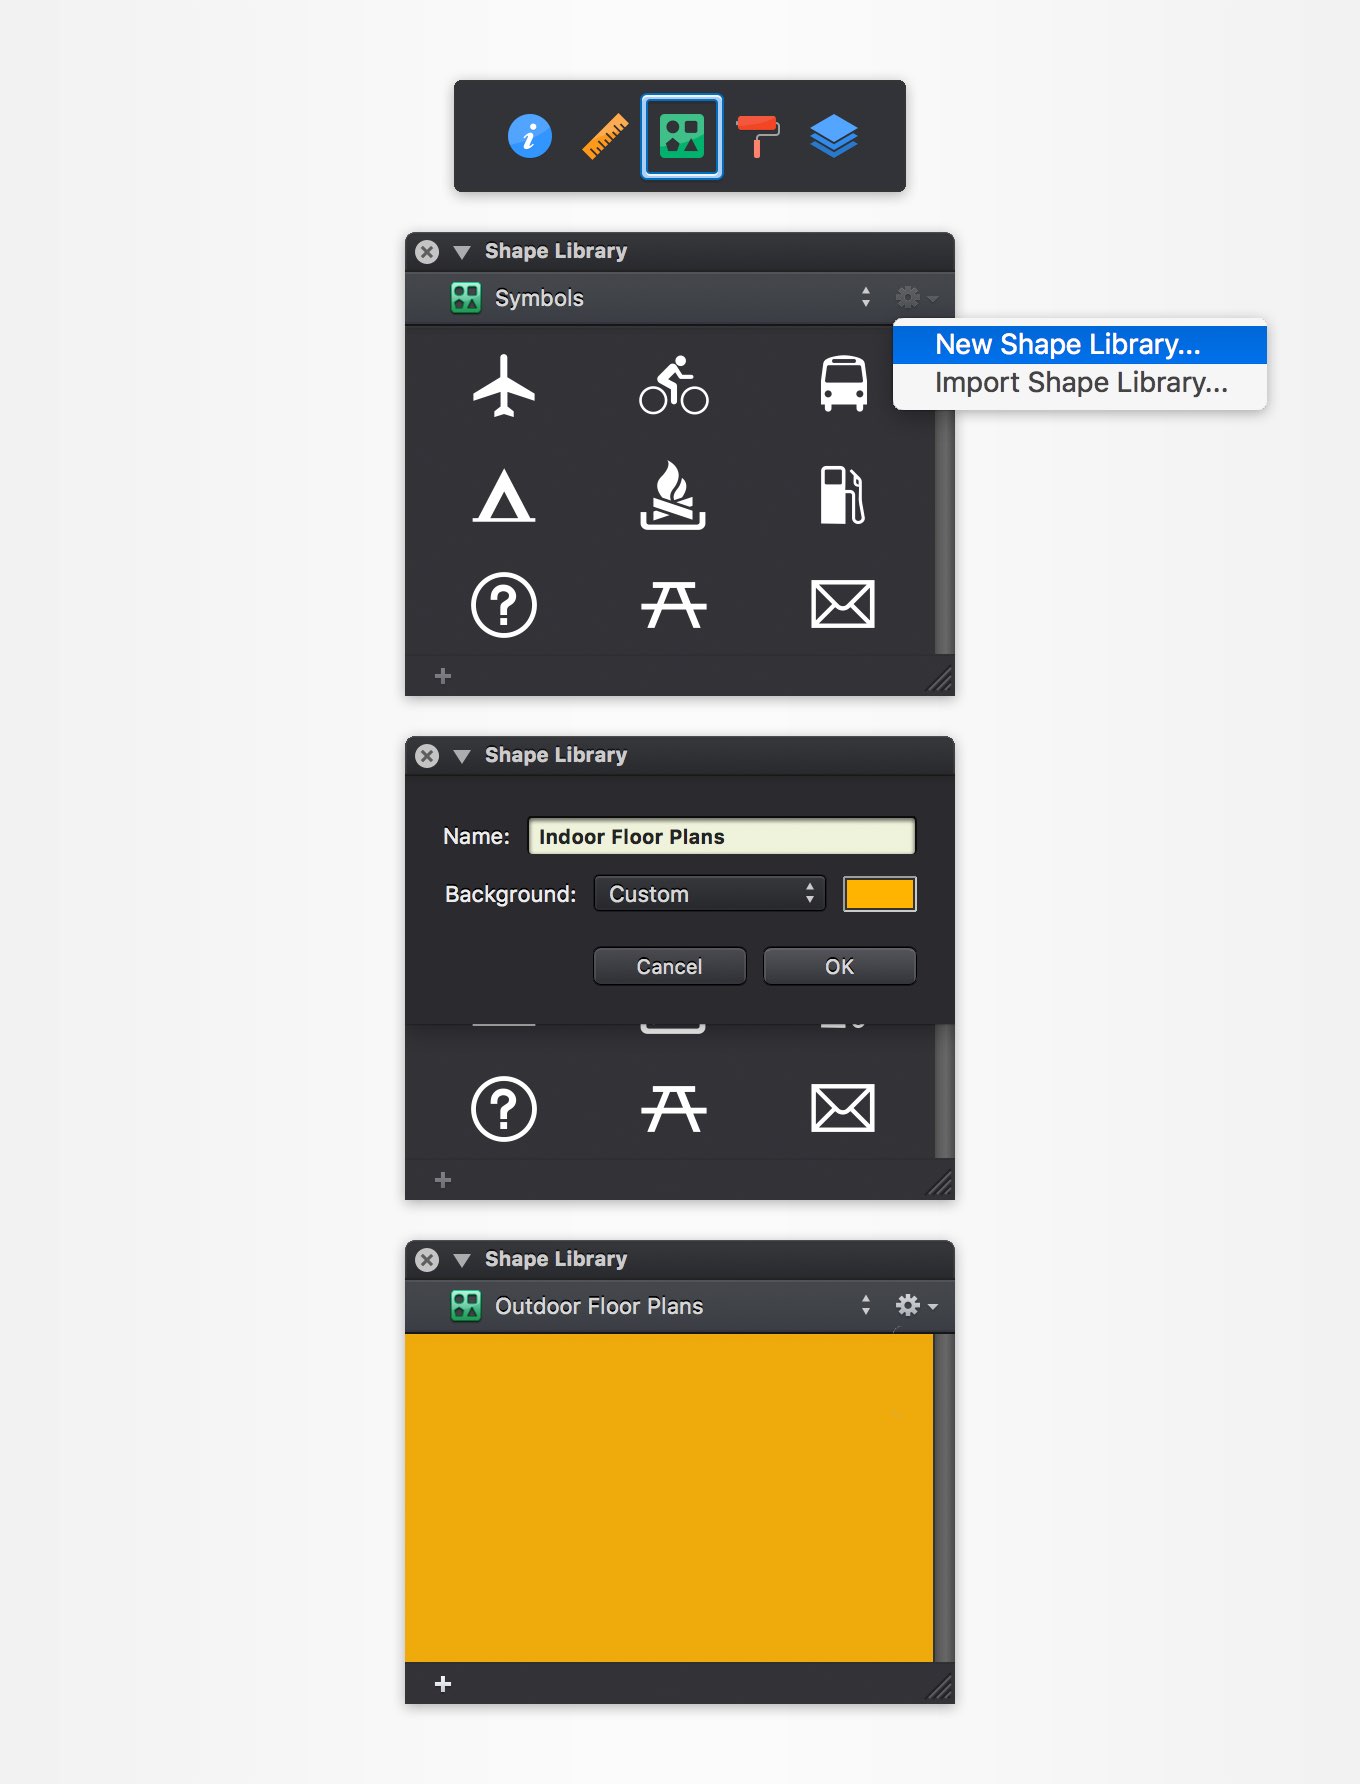 Shape Library
Symbols
New Shape Library...
Import Shape Library...
Shape Library
Name: Indoor Floor Plans
Background: Custom
Cancel OK
Shape Library
Outdoor Floor Plans